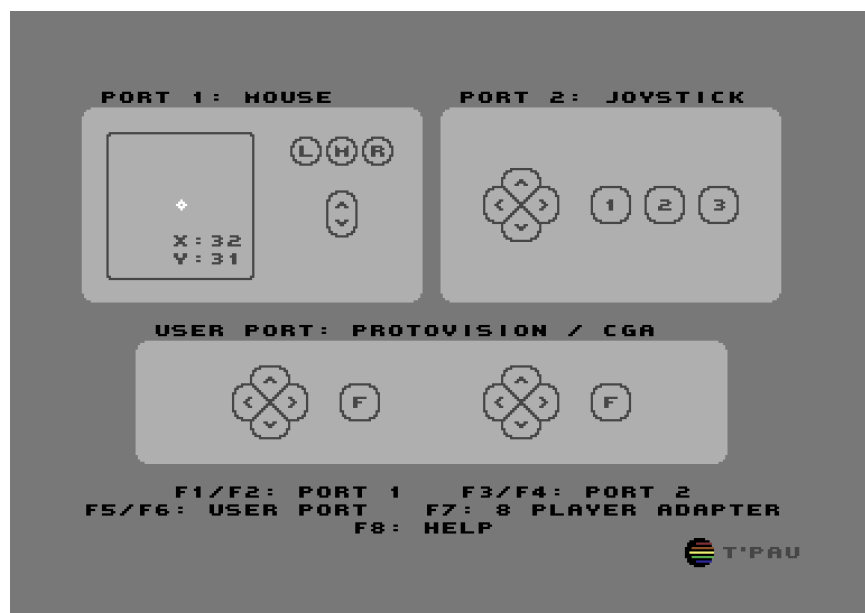 PORT 1: MOUSE
PORT 2: JOYSTICK
L M R
X:32
Y:31
1 2 3
USER PORT: PROTOVISION / CGA
F F
F1/F2: PORT 1 F3/F4: PORT 2
F5/F6: USER PORT F7: 8 PLAYER ADAPTER
F8: HELP
T'PAU